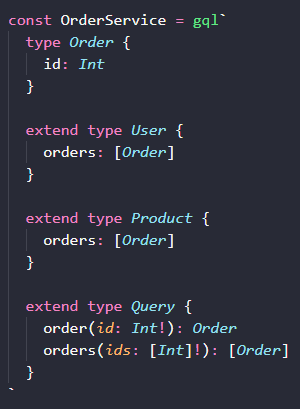 const OrderService = gql`
  type Order {
    id: Int
  }

  extend type User {
    orders: [Order]
  }

  extend type Product {
    orders: [Order]
  }

  extend type Query {
    order(id: Int!): Order
    orders(ids: [Int]!): [Order]
  }
`